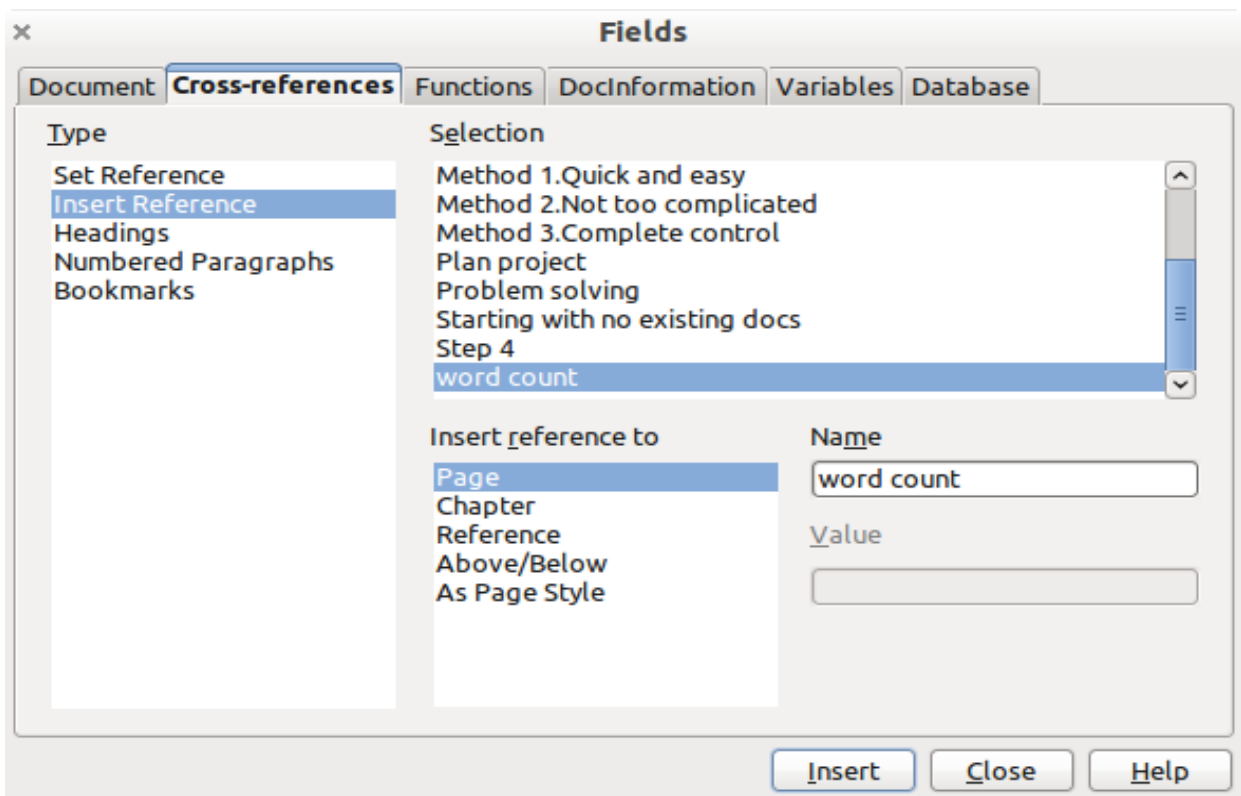 Fields
Document Cross-references Functions DocInformation Variables Database
Type
Set Reference
Insert Reference
Headings
Numbered Paragraphs
Bookmarks
Selection
Method 1.Quick and easy
Method 2.Not too complicated
Method 3.Complete control
Plan project
Problem solving
Starting with no existing docs
Step 4
word count
Insert reference to
Page
Chapter
Reference
Above/Below
As Page Style
Name
word count
Value
Insert Close Help